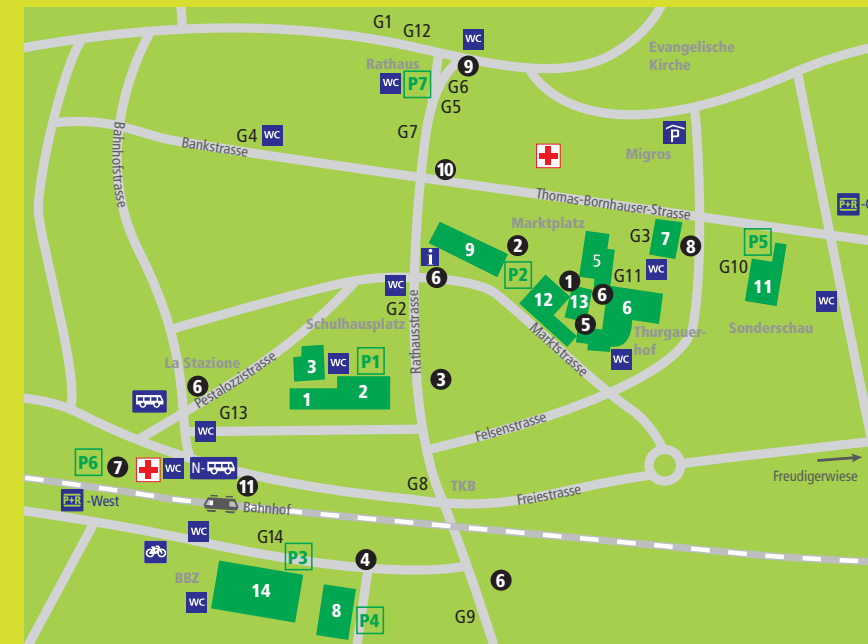 G1
G12
WC
Rathaus
9
Evangelische
Kirche
WC
P7
G6
G5
G7
Bahnhofstrasse
G4
WC
Bankstrasse
P
Migros
10
Thomas-Bornhauser-Strasse
P+R
Marktplatz
9
2
5
G3
7
8
P5
i
P2
1
G11
WC
G10
11
WC
6
G2
12
13
6
6
WC
Schulhausplatz
Rathausstrasse
5
Marktstrasse
Thurgauer-
hof
WC
Sonderschau
La Stazione
6
Pestalozzistrasse
3
WC
P1
1
2
3
G13
WC
Felsenstrasse
P6
7
WC
N-
11
G8
TKB
Freiestrasse
Freudigerwiese
P+R
-West
Bahnhof
WC
G14
P3
4
BBZ
WC
14
8
P4
6
G9